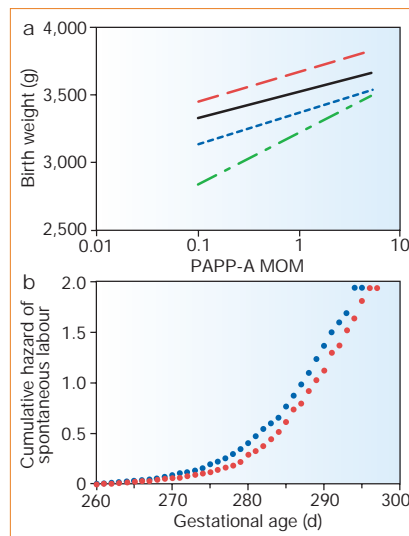 a
4,000
3,500
3,000
2,500
Birth weight (g)
0.01
0.1
1
10
PAPP-A MOM
b
2.0
1.5
1.0
0.5
0
Cumulative hazard of
spontaneous labour
260
270
280
290
300
Gestational age (d)